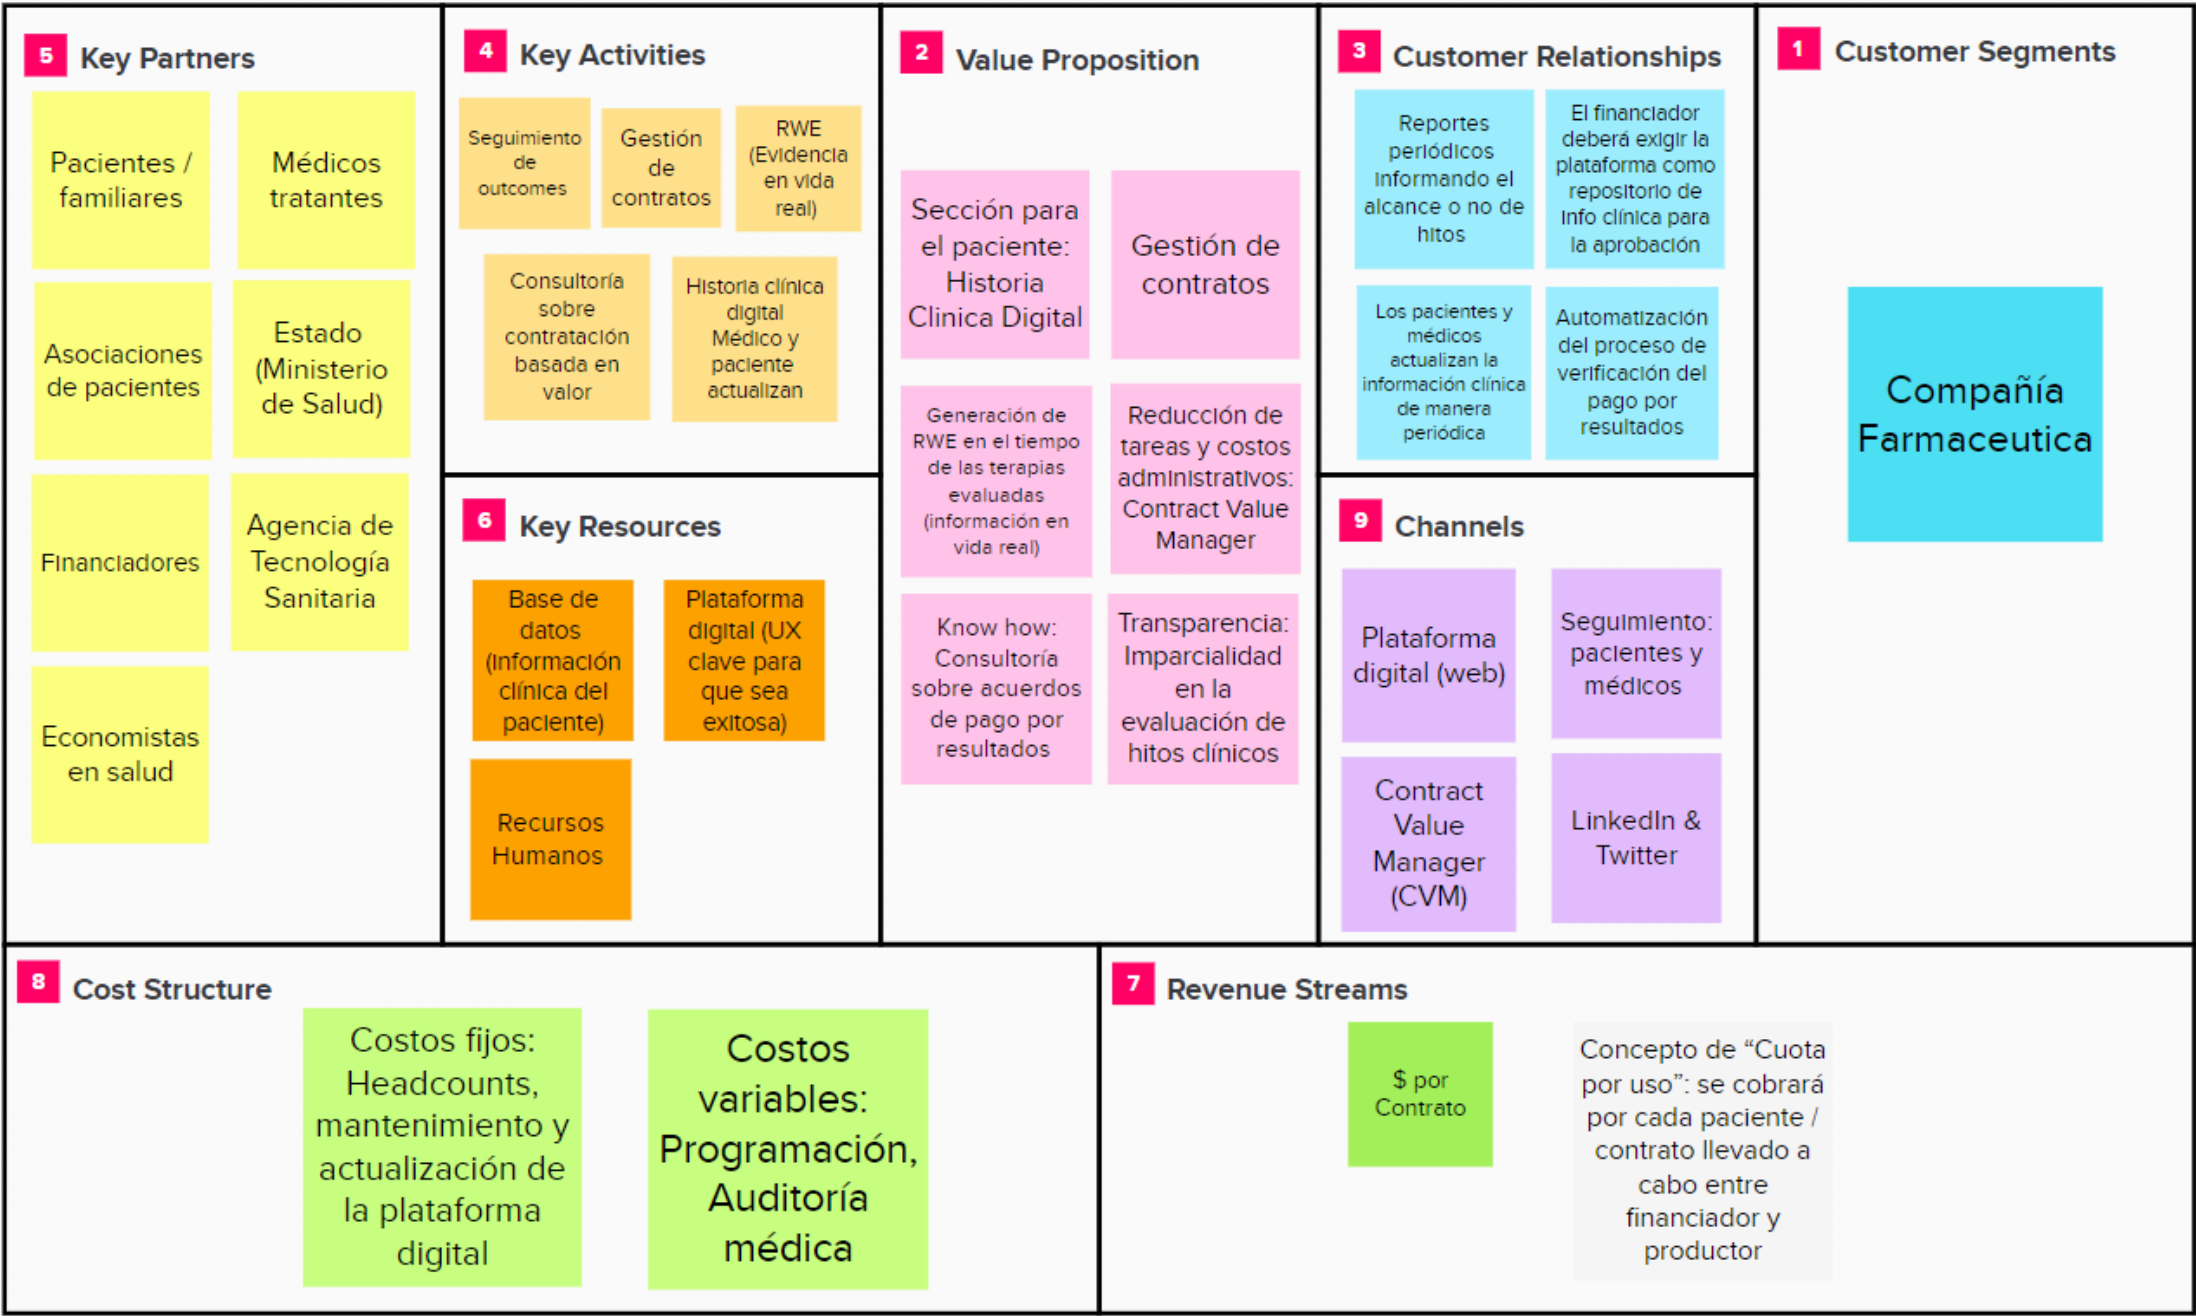 5 Key Partners
Pacientes /
familiares
Médicos
tratantes
Asociaciones
de pacientes
Estado
(Ministerio
de Salud)
Financiadores
Agencia de
Tecnología
Sanitaria
Economistas
en salud
4 Key Activities
Seguimiento
de
outcomes
Gestión
de
contratos
RWE
(Evidencia
en vida
real)
Consultoría
sobre
contratación
basada en
valor
Historia clínica
digital
Médico y
paciente
actualizan
6 Key Resources
Base de
datos
(información
clínica del
paciente)
Plataforma
digital (UX
clave para
que sea
exitosa)
Recursos
Humanos
2 Value Proposition
Sección para
el paciente:
Historia
Clinica Digital
Gestión de
contratos
Generación de
RWE en el tiempo
de las terapias
evaluadas
(información en
vida real)
Reducción de
tareas y costos
administrativos:
Contract Value
Manager
Know how:
Consultoría
sobre acuerdos
de pago por
resultados
Transparencia:
Imparcialidad
en la
evaluación de
hitos clínicos
3 Customer Relationships
Reportes
periódicos
informando el
alcance o no de
hitos
El financiador
deberá exigir la
plataforma como
repositorio de
info clínica para
la aprobación
Los pacientes y
médicos
actualizan la
información clínica
de manera
periódica
Automatización
del proceso de
verificación del
pago por
resultados
9 Channels
Plataforma
digital (web)
Seguimiento:
pacientes y
médicos
Contract
Value
Manager
(CVM)
LinkedIn &
Twitter
1 Customer Segments
Compañía
Farmaceutica
8 Cost Structure
Costos fijos:
Headcounts,
mantenimiento y
actualización de
la plataforma
digital
Costos
variables:
Programación,
Auditoría
médica
7 Revenue Streams
$ por
Contrato
Concepto de “Cuota
por uso”: se cobrará
por cada paciente /
contrato llevado a
cabo entre
financiador y
productor